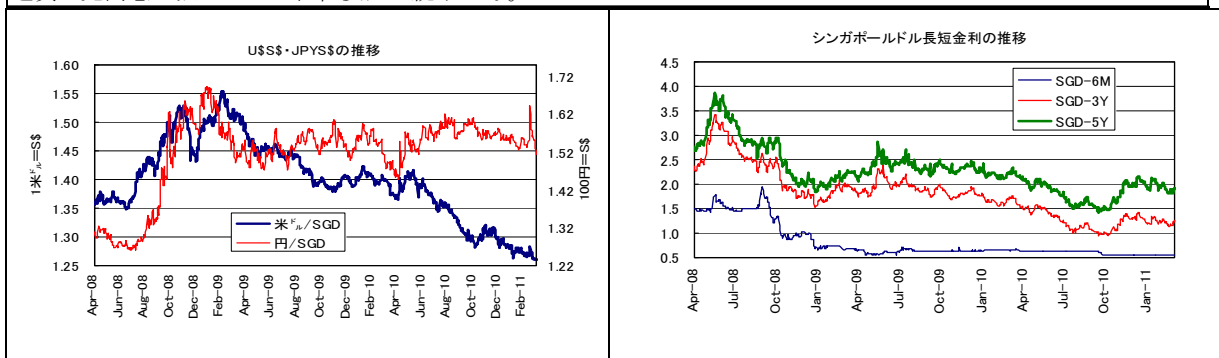 U$S$・JPYS$の推移
1.60
1.55
1.50
1.45
1.40
1.35
1.30
1.25
1米ドル=S$
1.72
1.62
1.52
1.42
1.32
1.22
100円=S$
米ドル/SGD
円/SGD
Apr-08
Jun-08
Aug-08
Oct-08
Dec-08
Feb-09
Apr-09
Jun-09
Aug-09
Oct-09
Dec-09
Feb-10
Apr-10
Jun-10
Aug-10
Oct-10
Dec-10
Feb-11
シンガポールドル長短金利の推移
4.5
4.0
3.5
3.0
2.5
2.0
1.5
1.0
0.5
SGD-6M
SGD-3Y
SGD-5Y
Apr-08
Jul-08
Oct-08
Jan-09
Apr-09
Jul-09
Oct-09
Jan-10
Apr-10
Jul-10
Oct-10
Jan-11